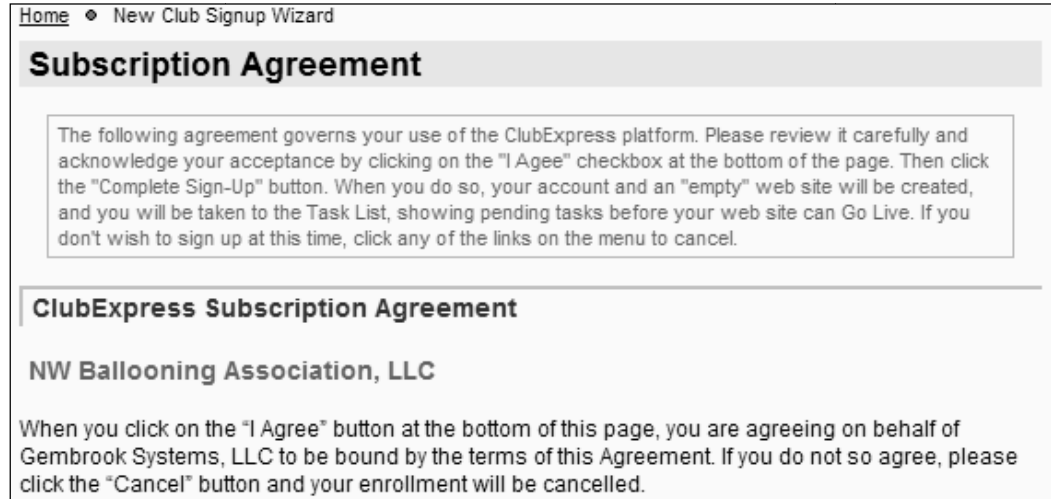 Home • New Club Signup Wizard
Subscription Agreement
The following agreement governs your use of the ClubExpress platform. Please review it carefully and
acknowledge your acceptance by clicking on the "I Agee" checkbox at the bottom of the page. Then click
the "Complete Sign-Up" button. When you do so, your account and an "empty" web site will be created,
and you will be taken to the Task List, showing pending tasks before your web site can Go Live. If you
don't wish to sign up at this time, click any of the links on the menu to cancel.
ClubExpress Subscription Agreement
NW Ballooning Association, LLC
When you click on the “I Agree” button at the bottom of this page, you are agreeing on behalf of
Gembrook Systems, LLC to be bound by the terms of this Agreement. If you do not so agree, please
click the “Cancel” button and your enrollment will be cancelled.